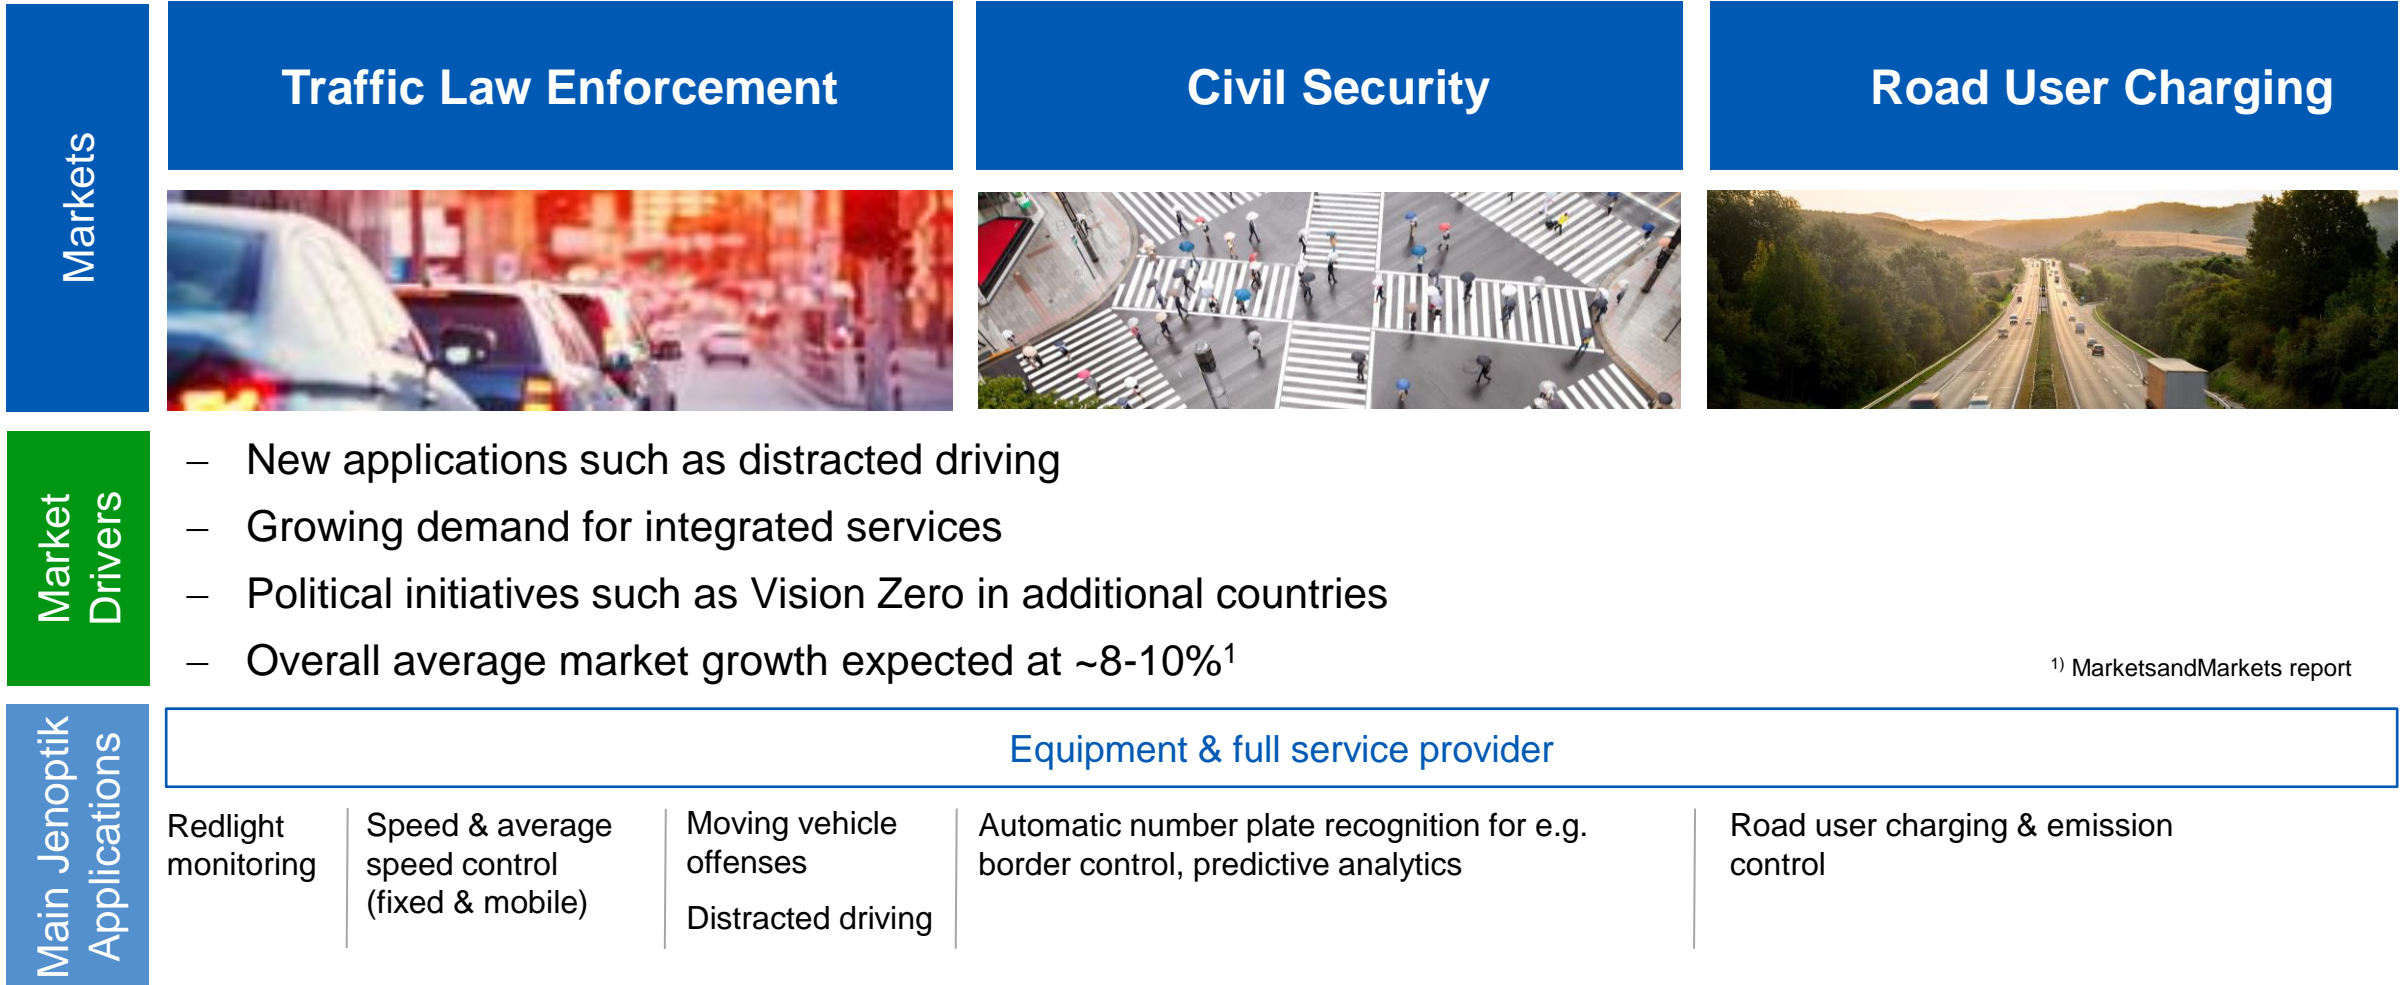 Markets
Traffic Law Enforcement
Civil Security
Road User Charging
Market
Drivers
– New applications such as distracted driving
– Growing demand for integrated services
– Political initiatives such as Vision Zero in additional countries
– Overall average market growth expected at ~8-10%¹
¹⁾ MarketsandMarkets report
Main Jenoptik
Applications
Equipment & full service provider
Redlight
monitoring
Speed & average
speed control
(fixed & mobile)
Moving vehicle
offenses
Distracted driving
Automatic number plate recognition for e.g.
border control, predictive analytics
Road user charging & emission
control